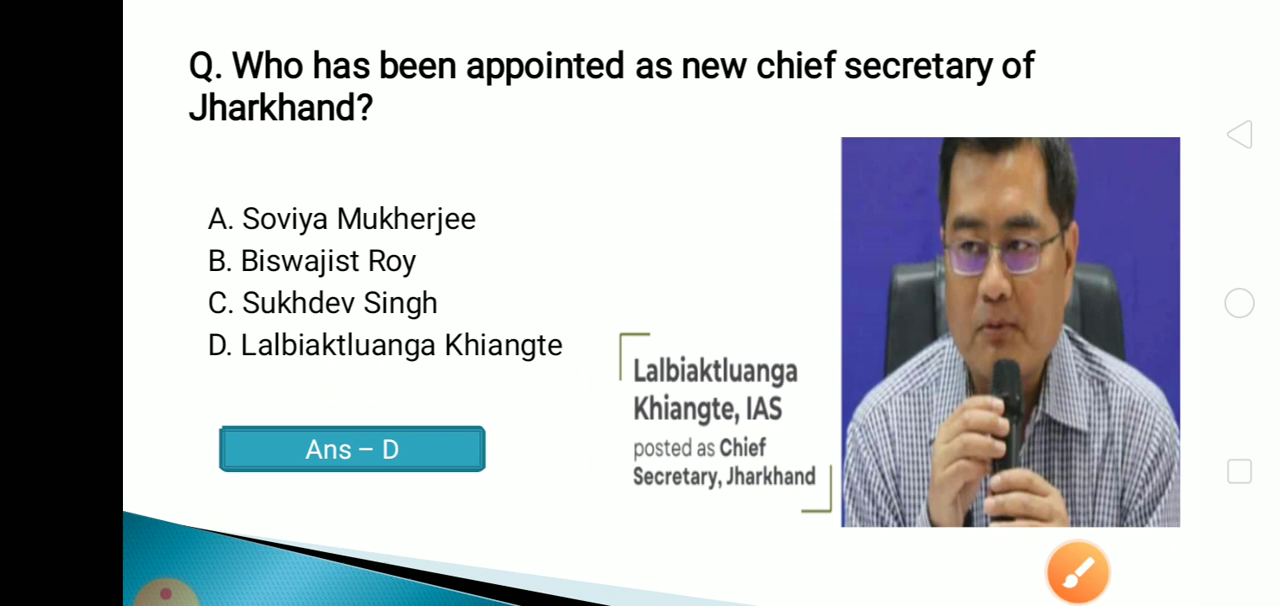 Q. Who has been appointed as new chief secretary of
Jharkhand?
A. Soviya Mukherjee
B. Biswajist Roy
C. Sukhdev Singh
D. Lalbiaktluanga Khiangte
Ans – D
Lalbiaktluanga
Khiangte, IAS
posted as Chief
Secretary, Jharkhand